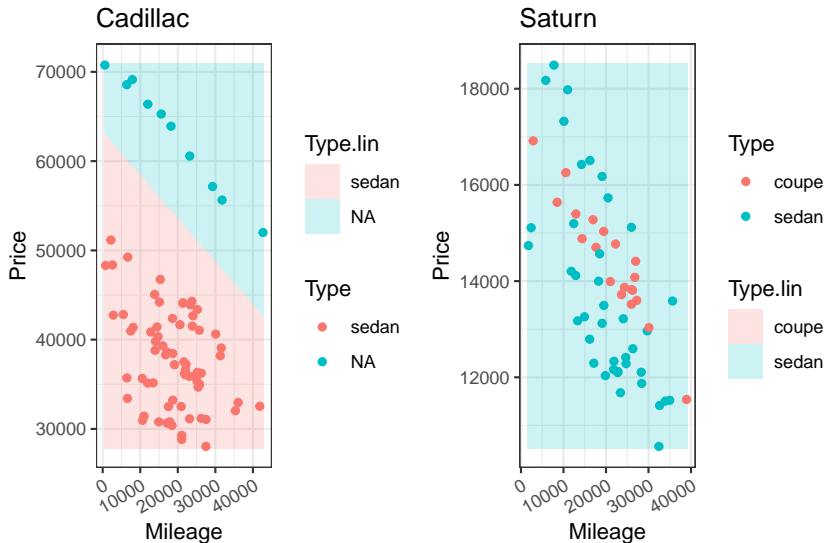 Cadillac
Price
70000
60000
50000
40000
30000
0
10000
20000
30000
40000
Mileage
Type.lin
sedan
NA
Type
sedan
NA
Saturn
Price
18000
16000
14000
12000
0
10000
20000
30000
40000
Mileage
Type
coupe
sedan
Type.lin
coupe
sedan